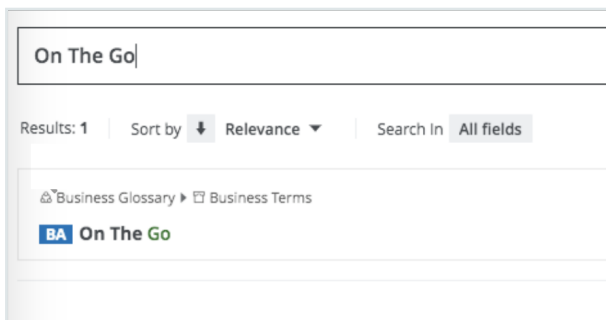 On The Go
Results: 1 Sort by Relevance Search In All fields
Business Glossary Business Terms
BA On The Go